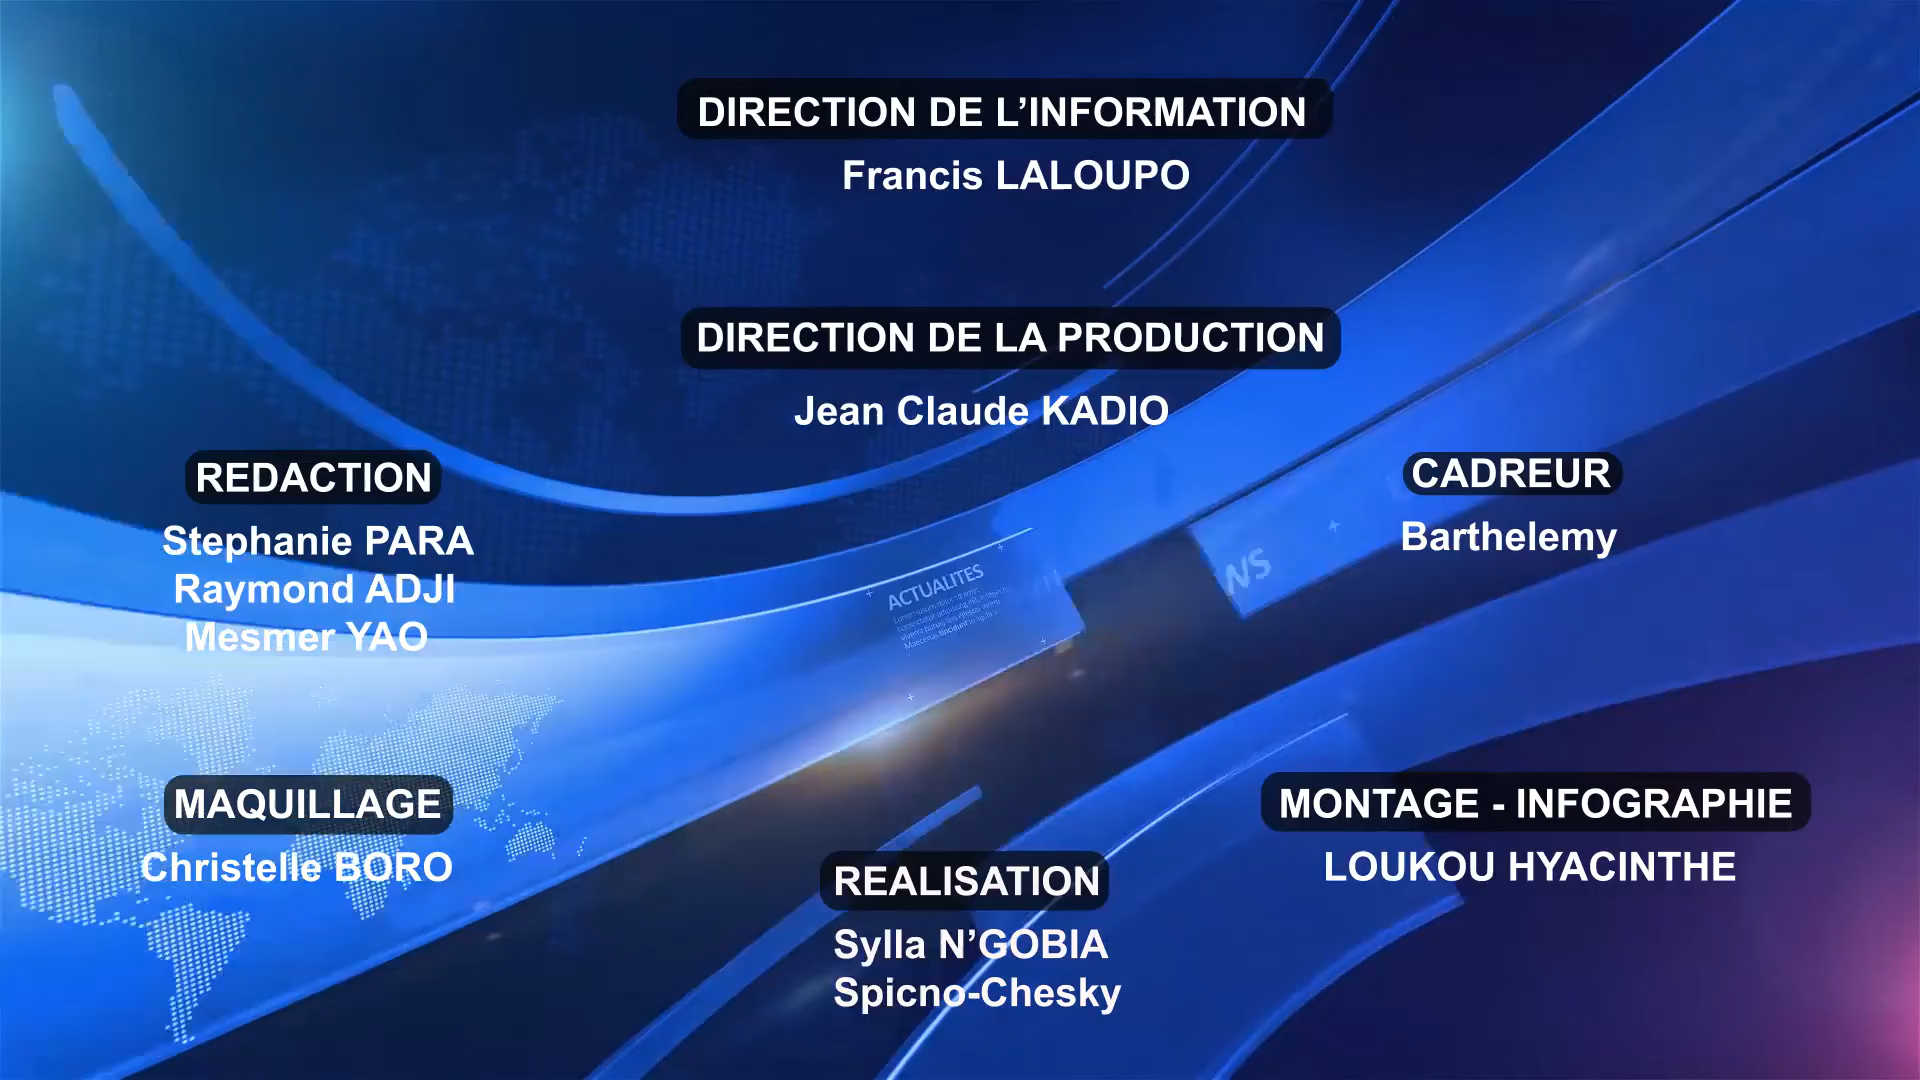 DIRECTION DE L’INFORMATION
Francis LALOUPO
DIRECTION DE LA PRODUCTION
Jean Claude KADIO
REDACTION
Stephanie PARA
Raymond ADJI
Mesmer YAO
CADREUR
Barthelemy
ACTUALITES
NS
MAQUILLAGE
Christelle BORO
MONTAGE - INFOGRAPHIE
LOUKOU HYACINTHE
REALISATION
Sylla N’GOBIA
Spicno-Chesky